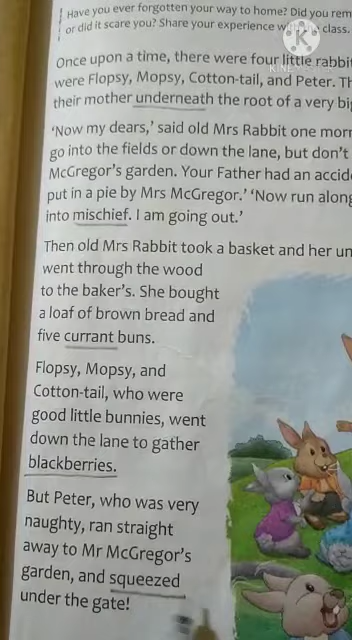 Have you ever forgotten your way to home? Did you rem
or did it scare you? Share your experience with the class.
K
KINEMASTER
Once upon a time, there were four little rabbit
were Flopsy, Mopsy, Cotton-tail, and Peter. Th
their mother underneath the root of a very big
'Now my dears,' said old Mrs Rabbit one morn
go into the fields or down the lane, but don't
McGregor's garden. Your Father had an accid
put in a pie by Mrs McGregor.' 'Now run along
into mischief. I am going out.'
Then old Mrs Rabbit took a basket and her um
went through the wood
to the baker's. She bought
a loaf of brown bread and
five currant buns.
Flopsy, Mopsy, and
Cotton-tail, who were
good little bunnies, went
down the lane to gather
blackberries.
But Peter, who was very
naughty, ran straight
away to Mr McGregor's
garden, and squeezed
under the gate!